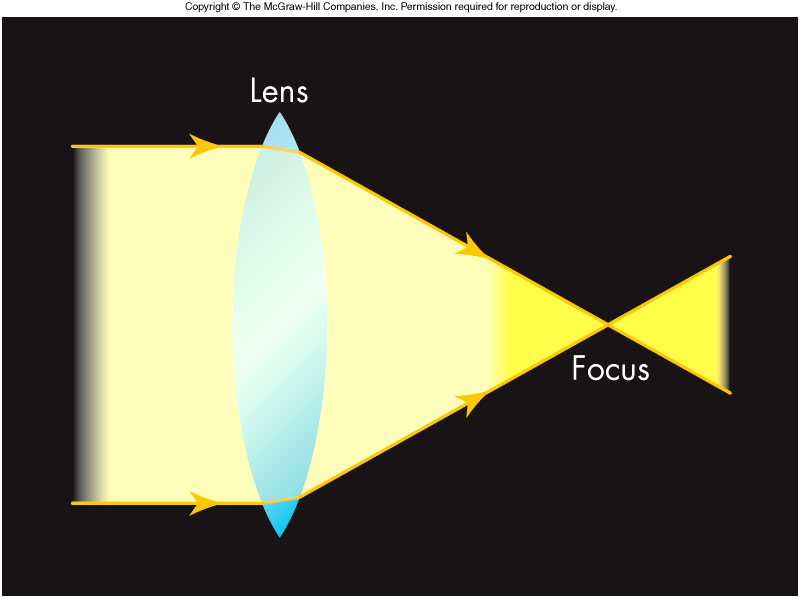 Copyright © The McGraw-Hill Companies, Inc. Permission required for reproduction or display.
Lens
Focus